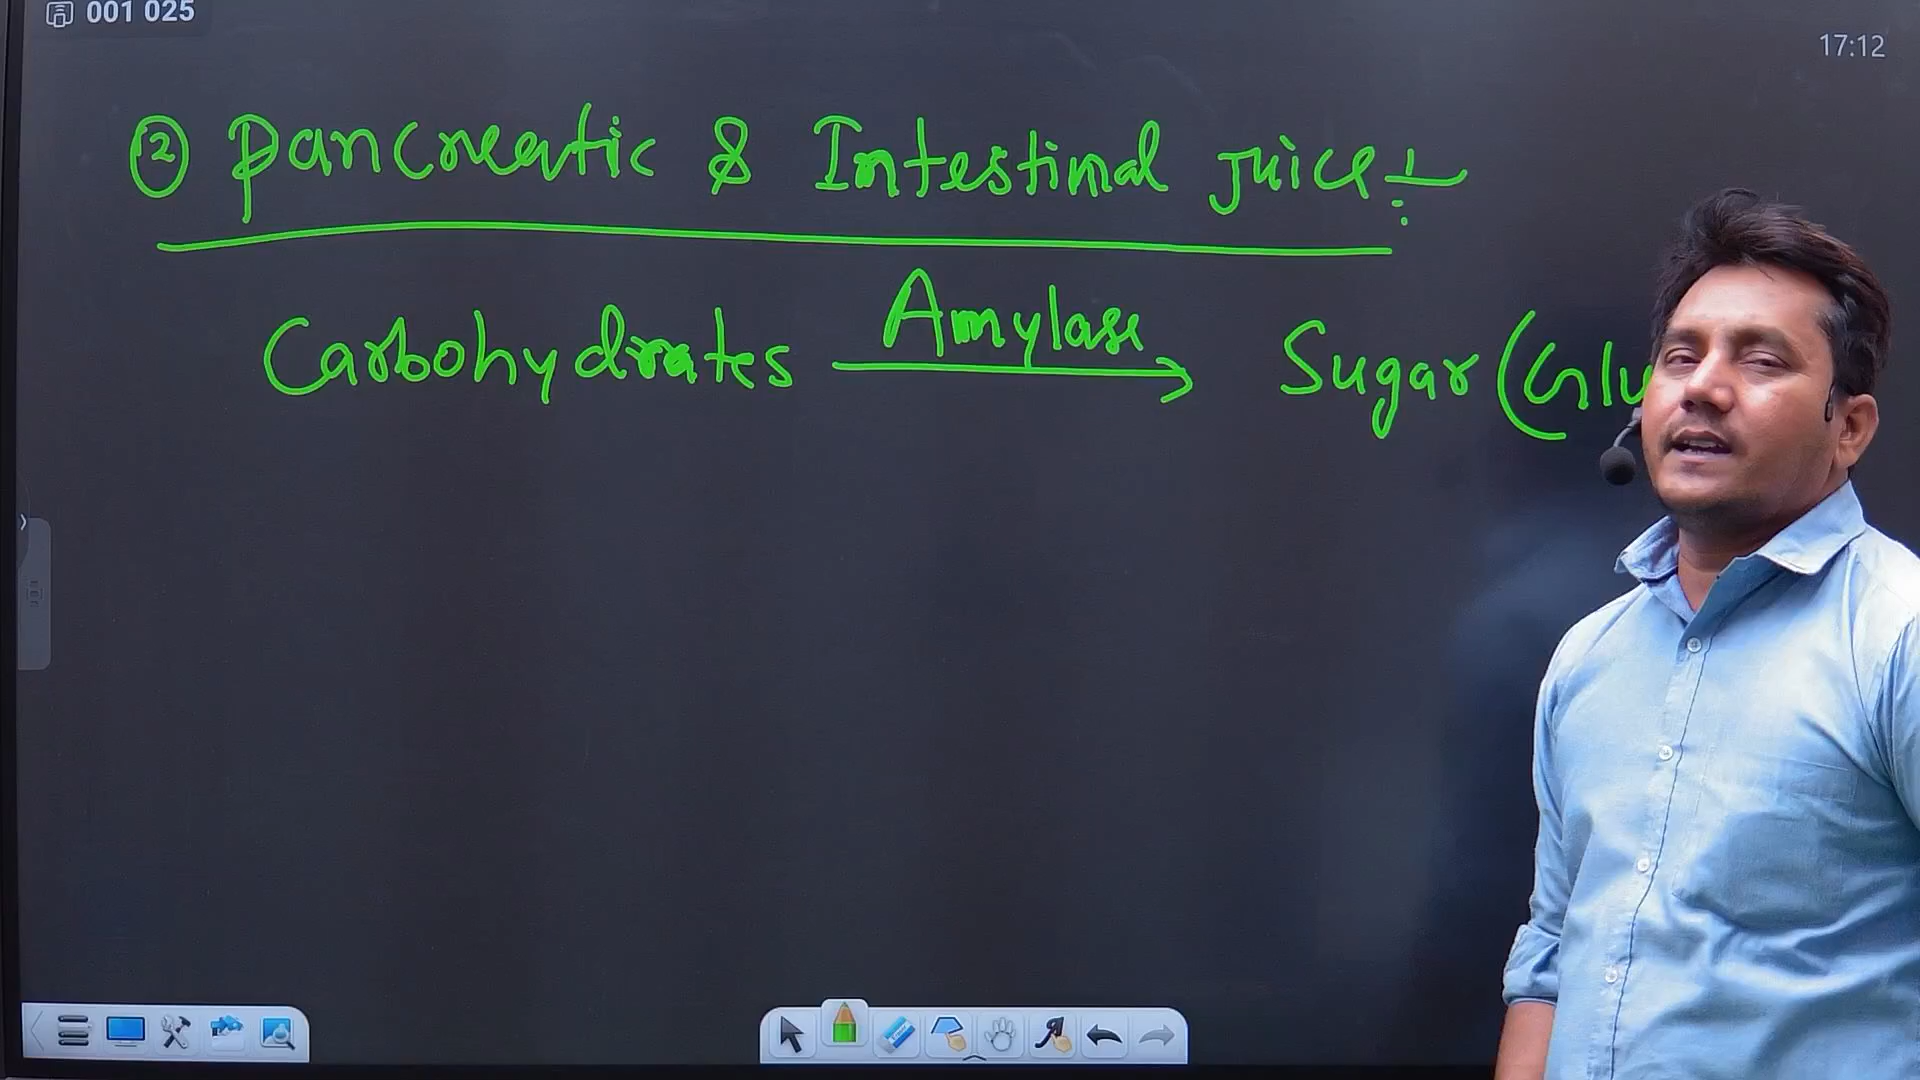 001 025
17:12
② Pancreatic & Intestinal Juice:-
Carbohydrates Amylase → Sugar (Glu